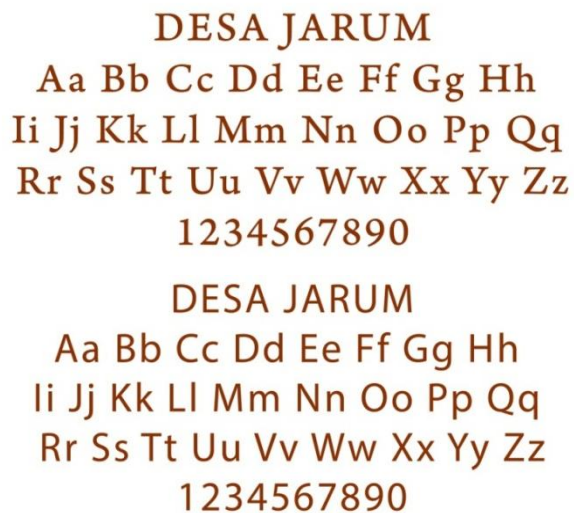 DESA JARUM
Aa Bb Cc Dd Ee Ff Gg Hh
Ii Jj Kk Ll Mm Nn Oo Pp Qq
Rr Ss Tt Uu Vv Ww Xx Yy Zz
1234567890
DESA JARUM
Aa Bb Cc Dd Ee Ff Gg Hh
Ii Jj Kk Ll Mm Nn Oo Pp Qq
Rr Ss Tt Uu Vv Ww Xx Yy Zz
1234567890